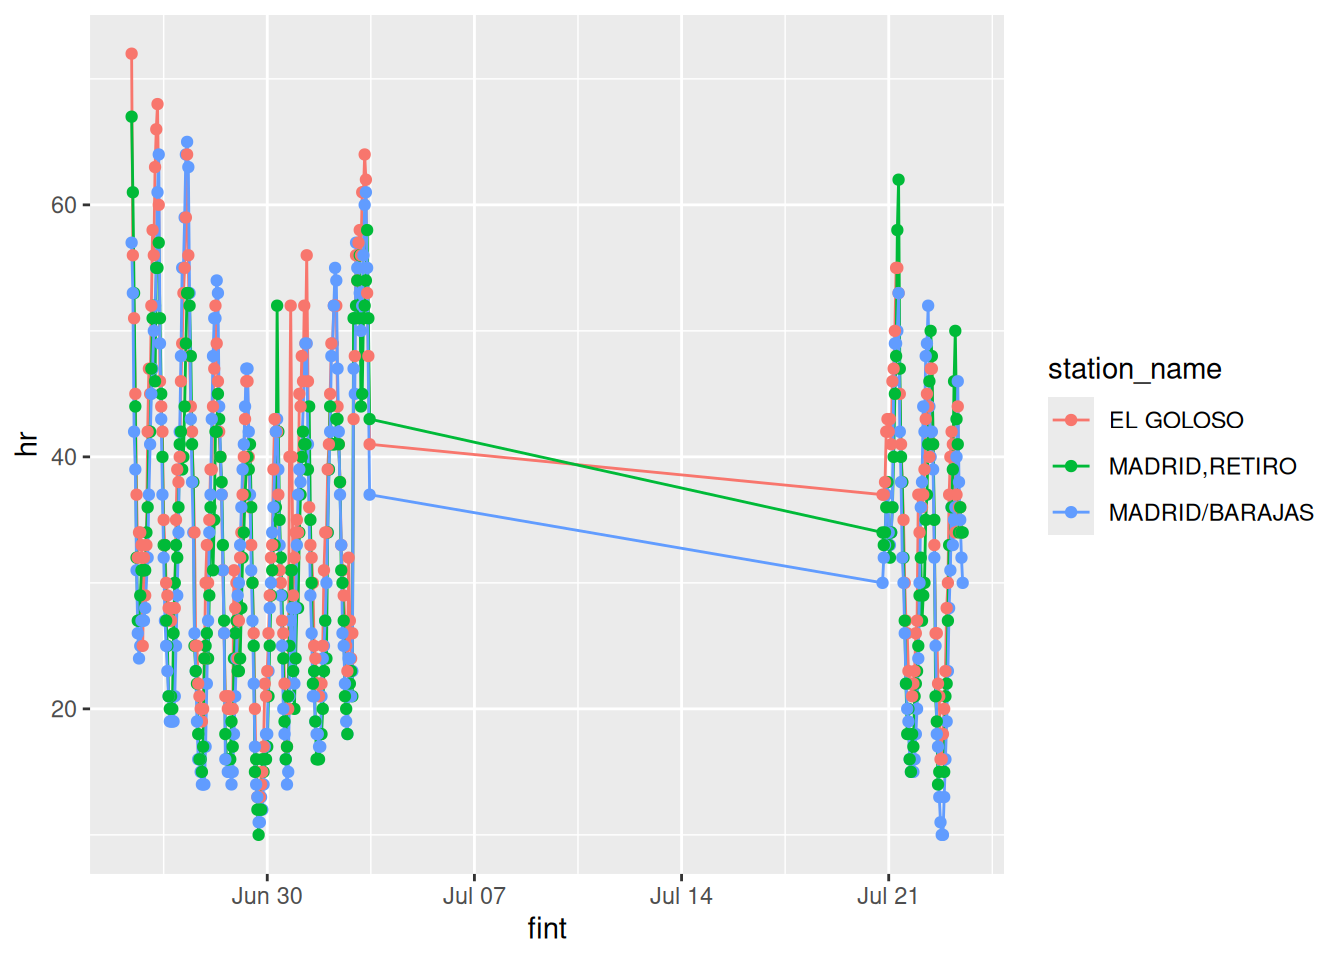 hr
60
40
20
Jun 30
Jul 07
Jul 14
Jul 21
fint
station_name
EL GOLOSO
MADRID,RETIRO
MADRID/BARAJAS